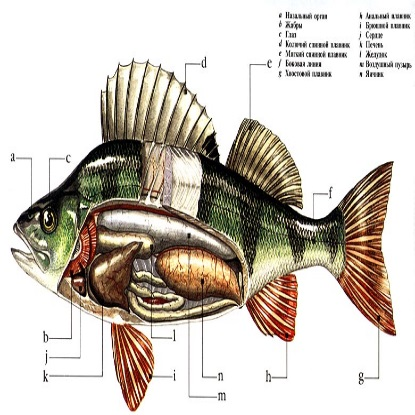 a Назальный орган
b Жабры
c Глаз
d Колючий спинной плавник
e Мягкий спинной плавник
f Боковая линия
g Хвостовой плавник
h Анальный плавник
i Брюшной плавник
j Сердце
k Печень
l Желудок
m Воздушный пузырь
n Яичник
d
e
a
c
f
b
j
k
l
i
n
m
h
g